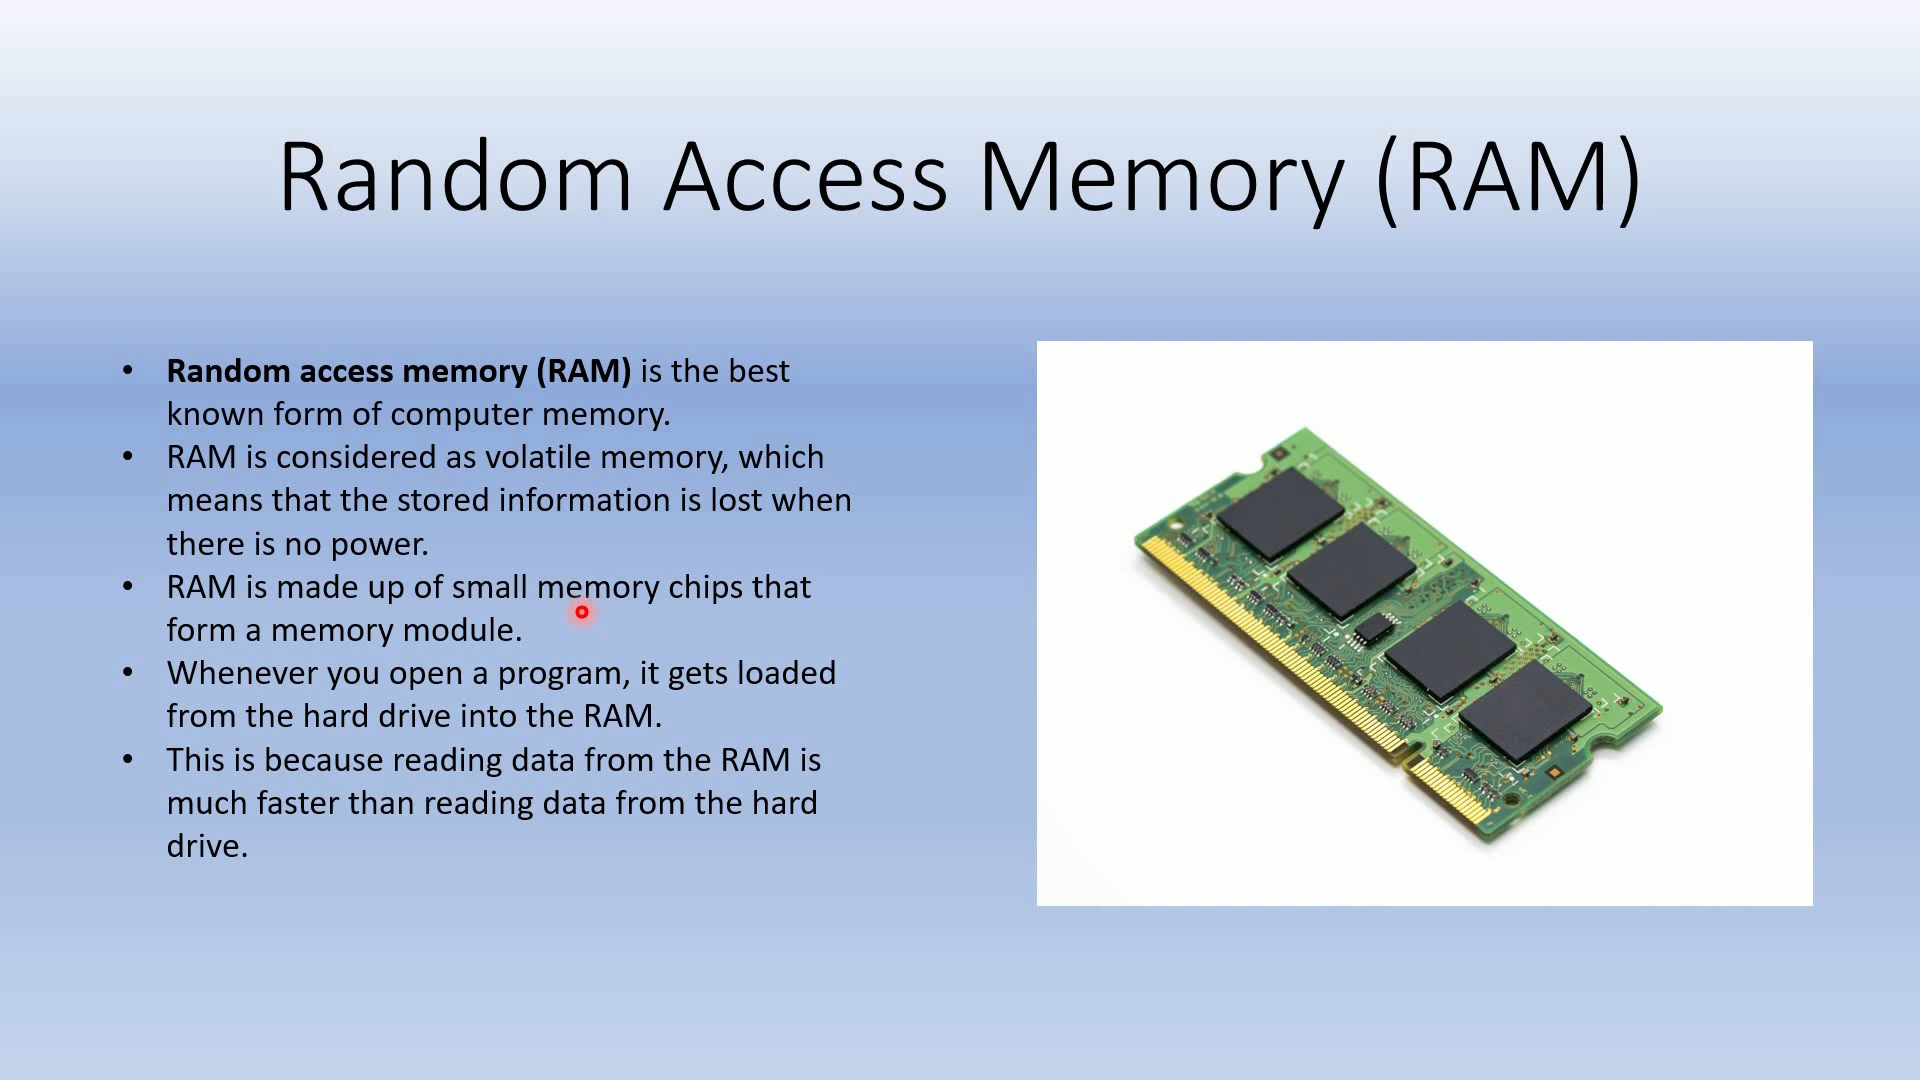 Random Access Memory (RAM)
• Random access memory (RAM) is the best
known form of computer memory.
• RAM is considered as volatile memory, which
means that the stored information is lost when
there is no power.
• RAM is made up of small memory chips that
form a memory module.
• Whenever you open a program, it gets loaded
from the hard drive into the RAM.
• This is because reading data from the RAM is
much faster than reading data from the hard
drive.